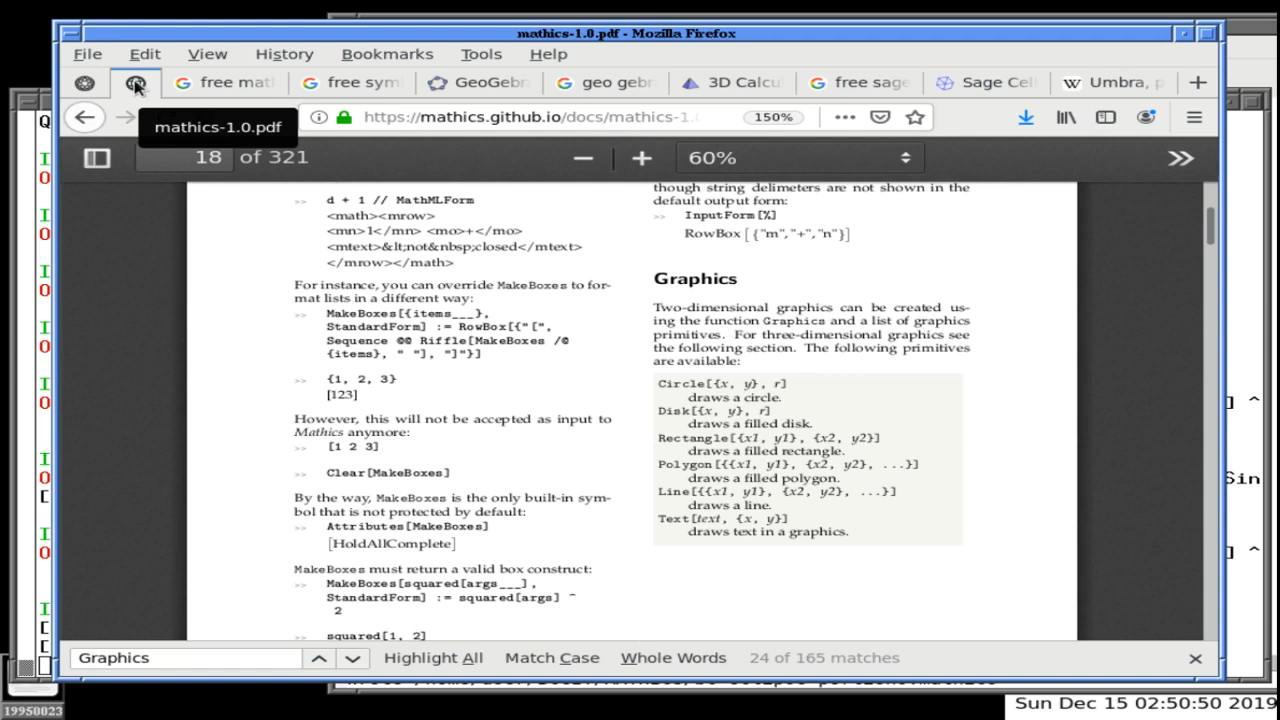 mathics-1.0.pdf - Mozilla Firefox
File Edit View History Bookmarks Tools Help
free mat free sym GeoGebr geo gebr 3D Calcu free sage Sage Cel Umbra, p
https://mathics.github.io/docs/mathics-1. 150%
mathics-1.0.pdf
18 of 321 60%
>> d + 1 // MathMLForm
<math><mrow>
<mn>1</mn> <mo>+</mo>
<mtext>&lt;not&nbsp;closed</mtext>
</mrow></math>
For instance, you can override MakeBoxes to for-
mat lists in a different way:
>> MakeBoxes[{items___},
StandardForm] := RowBox[{"[",
Sequence @@ Riffle[MakeBoxes /@
{items}, " "], "]"}]
>> {1, 2, 3}
[123]
However, this will not be accepted as input to
Mathics anymore:
>> [1 2 3]
>> Clear[MakeBoxes]
By the way, MakeBoxes is the only built-in sym-
bol that is not protected by default:
>> Attributes[MakeBoxes]
[HoldAllComplete]
MakeBoxes must return a valid box construct:
>> MakeBoxes[squared[args___],
StandardForm] := squared[args] ^
2
>> squared[1, 2]
though string delimeters are not shown in the
default output form:
>> InputForm[%]
RowBox [{"m","+","n"}]
Graphics
Two-dimensional graphics can be created us-
ing the function Graphics and a list of graphics
primitives. For three-dimensional graphics see
the following section. The following primitives
are available:
Circle[{x, y}, r]
draws a circle.
Disk[{x, y}, r]
draws a filled disk.
Rectangle[{x1, y1}, {x2, y2}]
draws a filled rectangle.
Polygon[{{x1, y1}, {x2, y2}, ...}]
draws a filled polygon.
Line[{{x1, y1}, {x2, y2}, ...}]
draws a line.
Text[text, {x, y}]
draws text in a graphics.
Graphics Highlight All Match Case Whole Words 24 of 165 matches
19950023
Sun Dec 15 02:50:50 2019